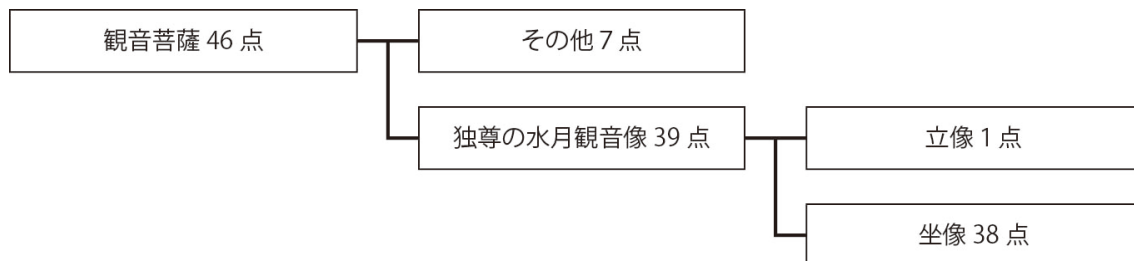 観音菩薩 46 点
その他 7 点
独尊の水月観音像 39 点
立像 1 点
坐像 38 点